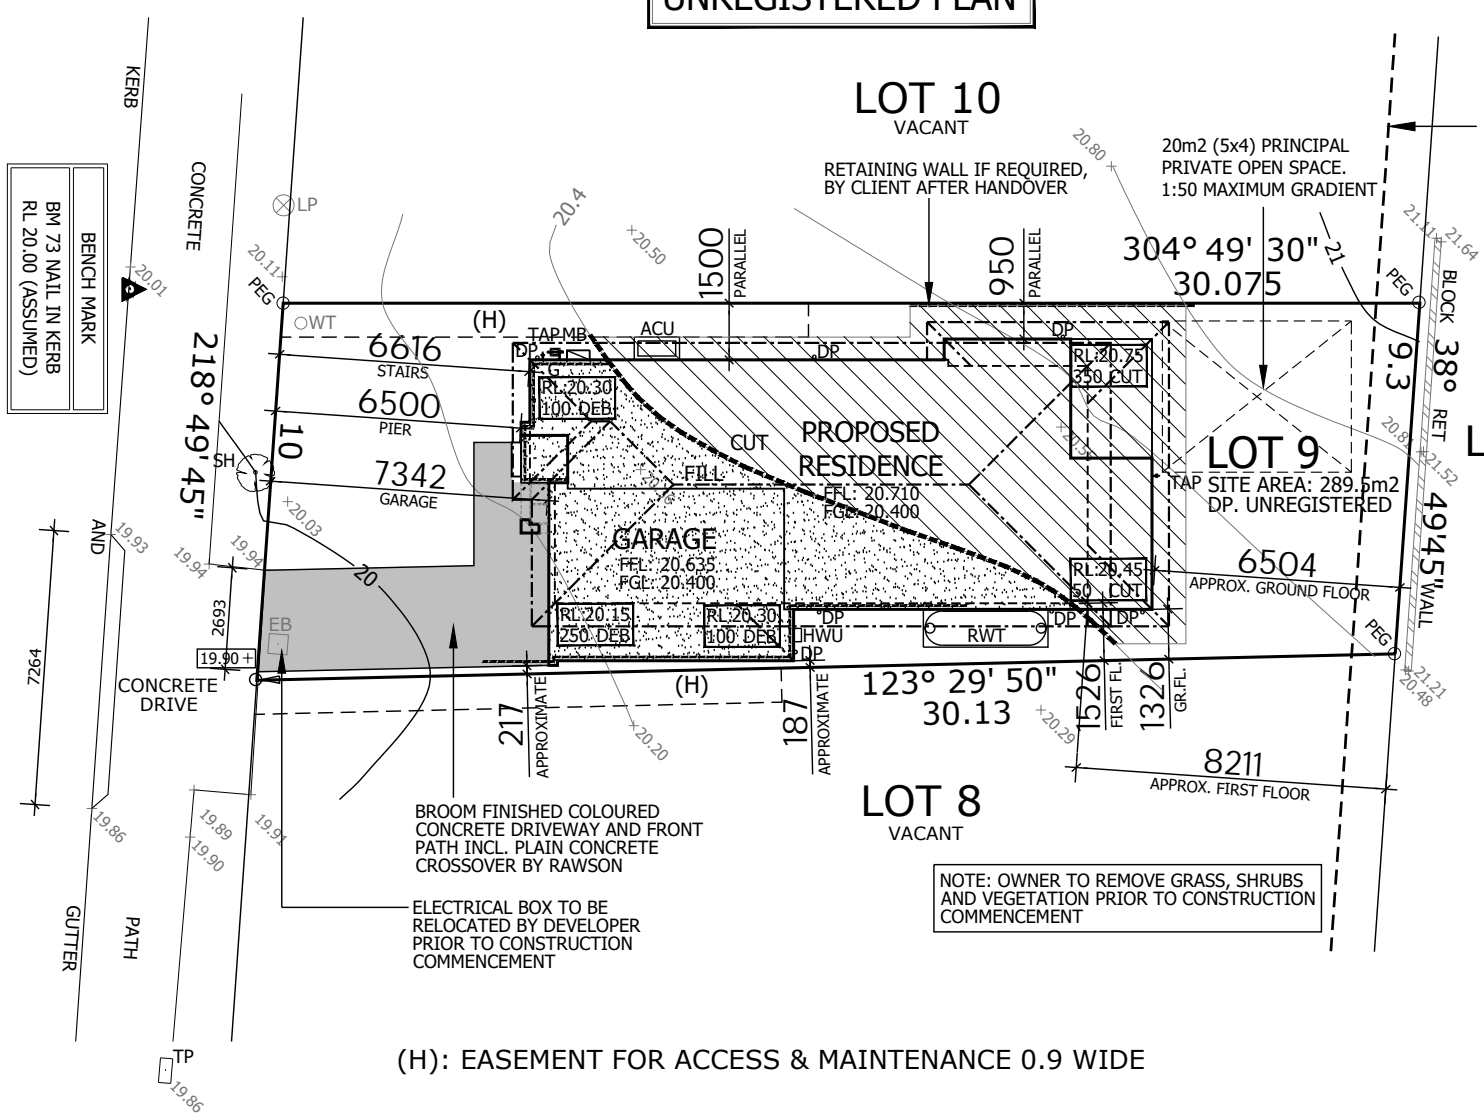 UNREGISTERED PLAN
LOT 10
VACANT
KERB
CONCRETE
BENCH MARK
BM 73 NAIL IN KERB
RL 20.00 (ASSUMED)
LP
20.11
PEG
20.01
WT
RETAINING WALL IF REQUIRED,
BY CLIENT AFTER HANDOVER
20m2 (5x4) PRINCIPAL
PRIVATE OPEN SPACE.
1:50 MAXIMUM GRADIENT
20.80
20.4
20.50
1500
PARALLEL
950
PARALLEL
304° 49' 30"
30.075
21
PEG
21.11
21.64
BLOCK RET WALL
38° 49'45"
9.3
(H)
TAP
MB
ACU
DP
DP
DP
G
6616
STAIRS
6500
PIER
7342
GARAGE
218° 49' 45"
10
SH
RL:20.30
100 DEB
RL:20.75
350 CUT
CUT
FILL
PROPOSED
RESIDENCE
FFL: 20.710
FGL: 20.400
GARAGE
FFL: 20.635
FGL: 20.400
LOT 9
SITE AREA: 289.5m2
DP. UNREGISTERED
TAP
20.81
21.52
L
6504
APPROX. GROUND FLOOR
AND
19.93
19.94
19.94
20.03
20
2693
7264
EB
19.90
CONCRETE
DRIVE
RL:20.15
250 DEB
RL:20.30
100 DEB
RL:20.45
50 CUT
HWU
DP
DP
RWT
DP
DP
PEG
21.21
20.48
(H)
217
APPROXIMATE
187
APPROXIMATE
123° 29' 50"
30.13
1526
FIRST FL.
1326
GR.FL.
20.20
20.29
8211
APPROX. FIRST FLOOR
LOT 8
VACANT
19.86
19.89
19.90
19.91
BROOM FINISHED COLOURED
CONCRETE DRIVEWAY AND FRONT
PATH INCL. PLAIN CONCRETE
CROSSOVER BY RAWSON
ELECTRICAL BOX TO BE
RELOCATED BY DEVELOPER
PRIOR TO CONSTRUCTION
COMMENCEMENT
NOTE: OWNER TO REMOVE GRASS, SHRUBS
AND VEGETATION PRIOR TO CONSTRUCTION
COMMENCEMENT
GUTTER
PATH
TP
19.86
(H): EASEMENT FOR ACCESS & MAINTENANCE 0.9 WIDE